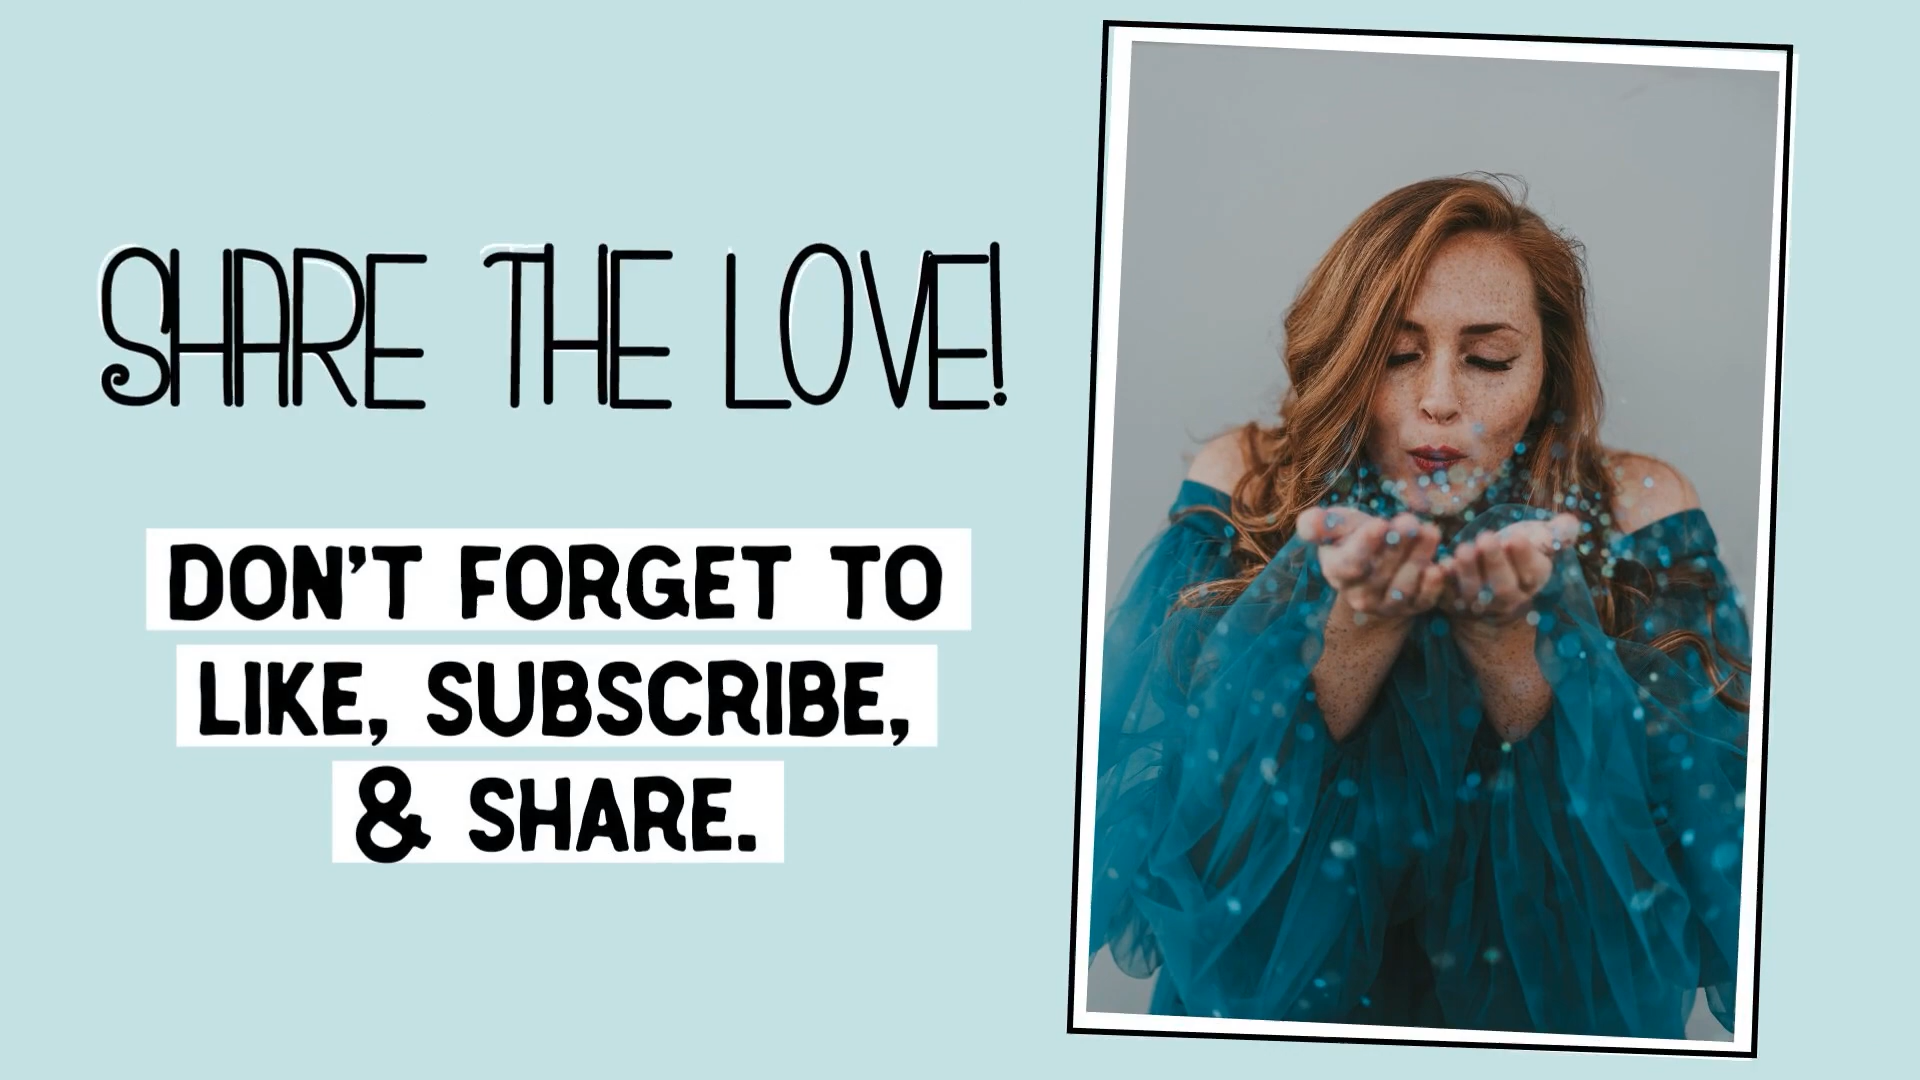 SHARE THE LOVE!
DON'T FORGET TO
LIKE, SUBSCRIBE,
& SHARE.